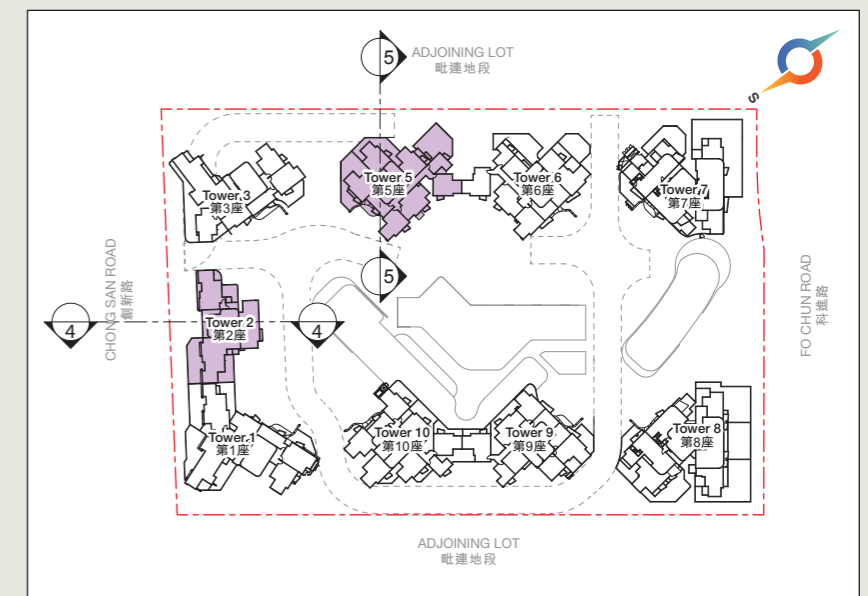 5
ADJOINING LOT
毗連地段
S
Tower 3
第3座
Tower 5
第5座
Tower 6
第6座
Tower 7
第7座
CHONG SAN ROAD
創新路
5
FO CHUN ROAD
科進路
4
Tower 2
第2座
4
Tower 1
第1座
Tower 10
第10座
Tower 9
第9座
Tower 8
第8座
ADJOINING LOT
毗連地段